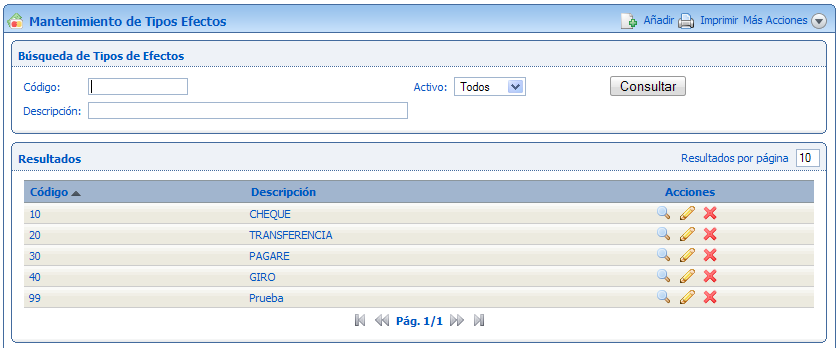 Mantenimiento de Tipos Efectos Añadir Imprimir Más Acciones
Búsqueda de Tipos de Efectos
Código: Activo: Todos Consultar
Descripción:
Resultados Resultados por página 10
Código Descripción Acciones
10 CHEQUE
20 TRANSFERENCIA
30 PAGARE
40 GIRO
99 Prueba
Pág. 1/1